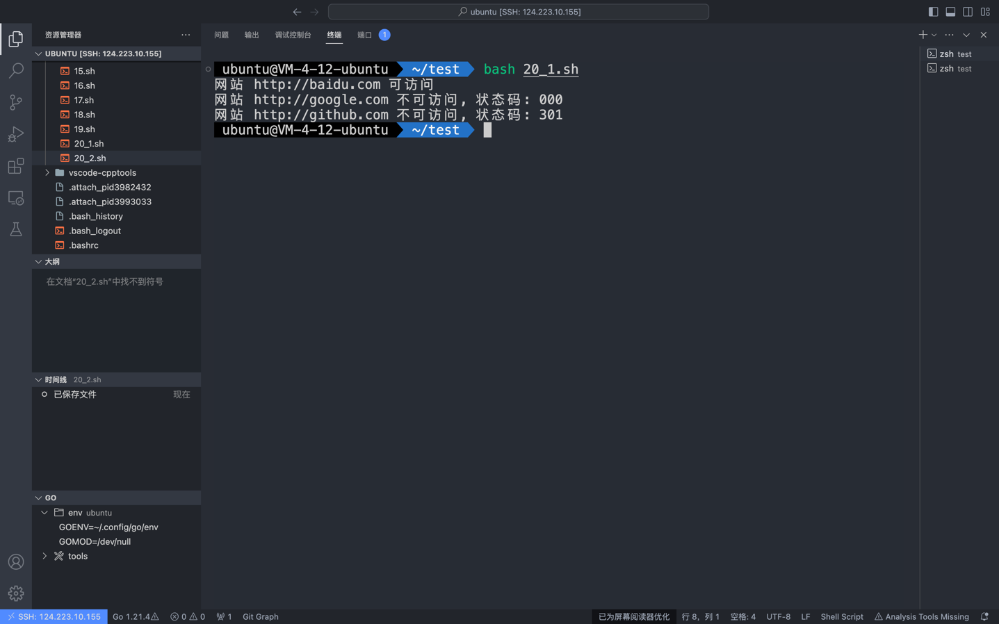 ubuntu [SSH: 124.223.10.155]
资源管理器
UBUNTU [SSH: 124.223.10.155]
15.sh
16.sh
17.sh
18.sh
19.sh
20_1.sh
20_2.sh
vscode-cpptools
.attach_pid3982432
.attach_pid3993033
.bash_history
.bash_logout
.bashrc
大纲
在文档“20_2.sh”中找不到符号
时间线 20_2.sh
已保存文件 现在
GO
env ubuntu
GOENV=~/.config/go/env
GOMOD=/dev/null
tools
问题 输出 调试控制台 终端 端口 1
ubuntu@VM-4-12-ubuntu ~/test bash 20_1.sh
网站 http://baidu.com 可访问
网站 http://google.com 不可访问, 状态码: 000
网站 http://github.com 不可访问, 状态码: 301
ubuntu@VM-4-12-ubuntu ~/test
zsh test
zsh test
SSH: 124.223.10.155 Go 1.21.4 0 0 1 Git Graph 已为屏幕阅读器优化 行 8, 列 1 空格: 4 UTF-8 LF Shell Script Analysis Tools Missing